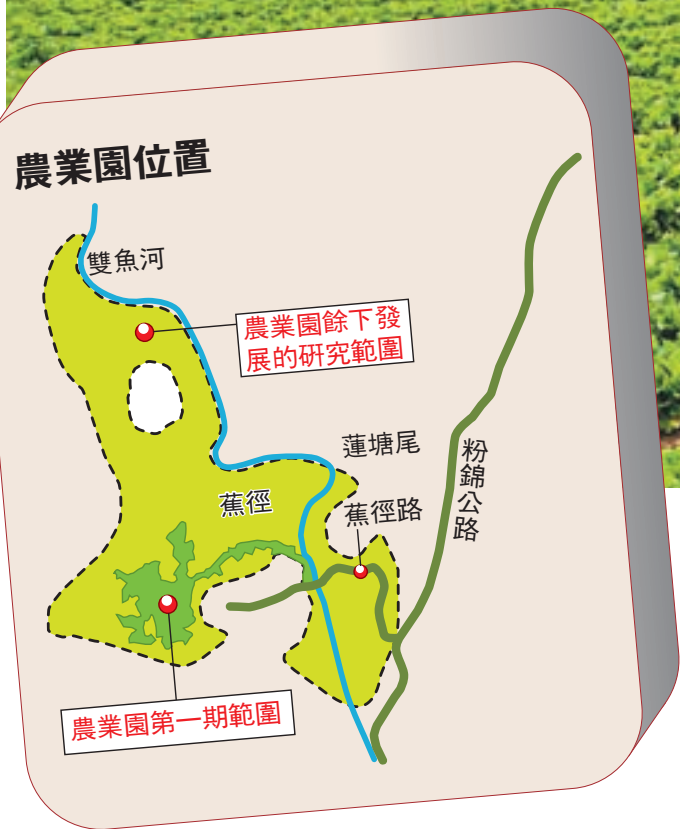 農業園位置
雙魚河
農業園餘下發
展的研究範圍
蓮塘尾
粉錦公路
蕉徑
蕉徑路
農業園第一期範圍